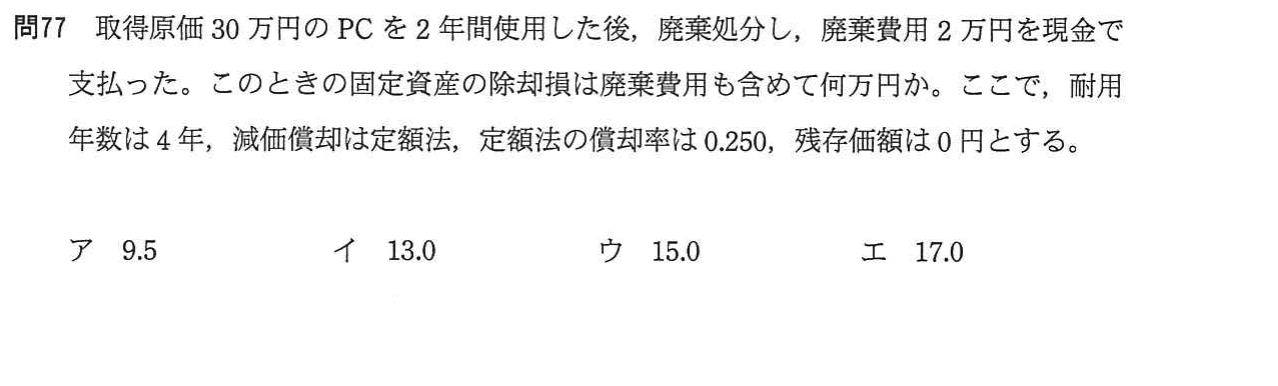 問77 取得原価 30 万円の PC を 2 年間使用した後，廃棄処分し，廃棄費用 2 万円を現金で
支払った。このときの固定資産の除却損は廃棄費用も含めて何万円か。ここで，耐用
年数は 4 年，減価償却は定額法，定額法の償却率は 0.250，残存価額は 0 円とする。
ア 9.5 イ 13.0 ウ 15.0 エ 17.0